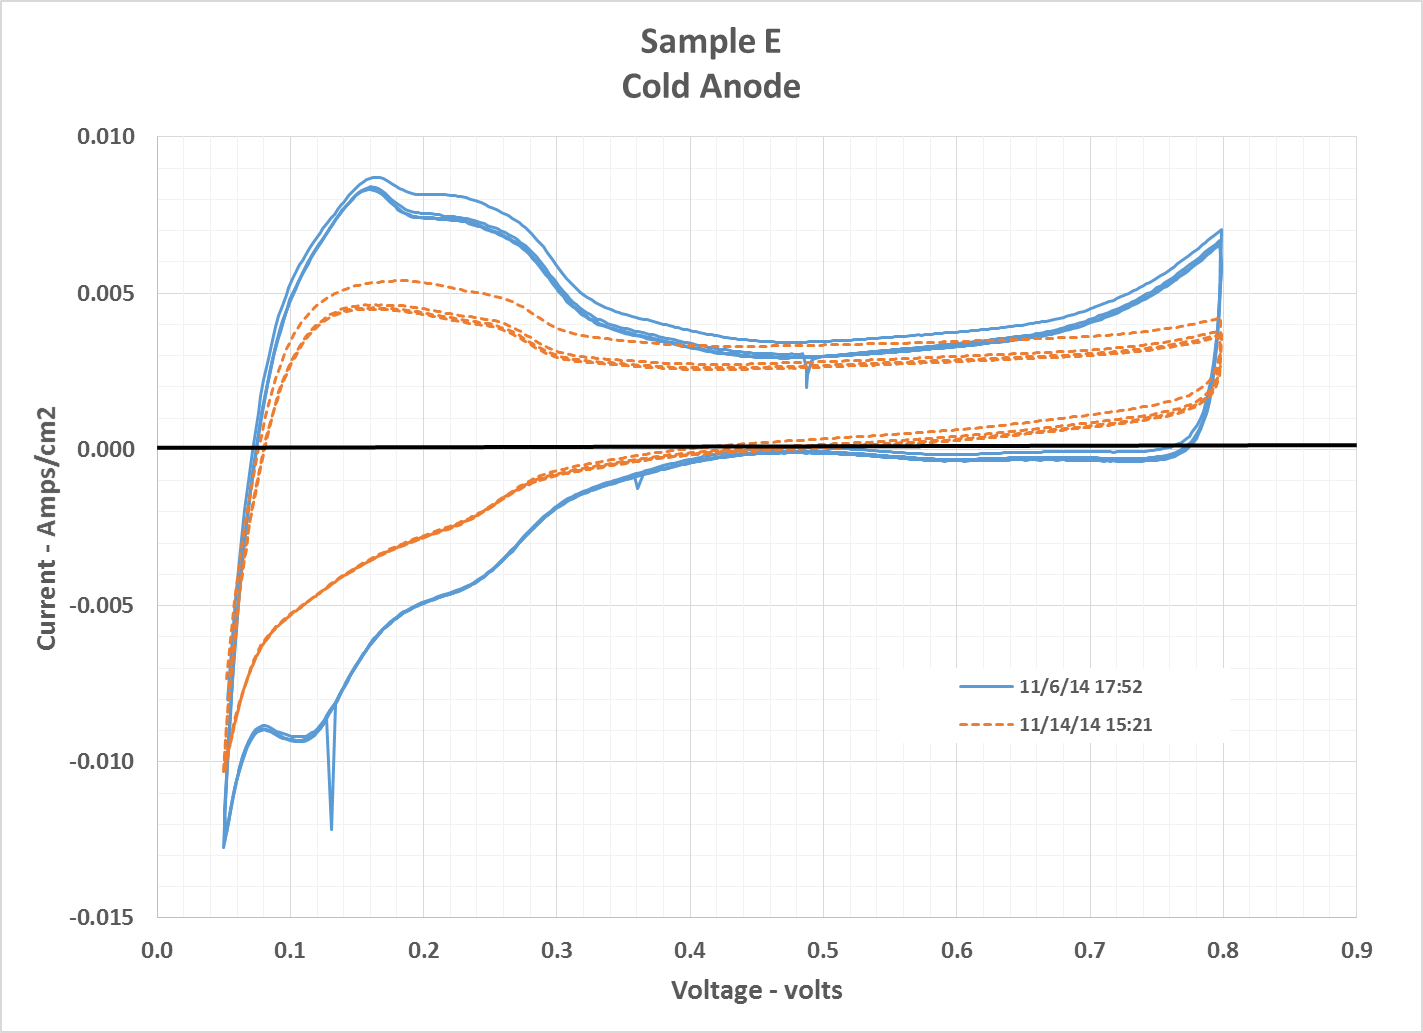 Sample E
Cold Anode
0.010
0.005
0.000
-0.005
-0.010
-0.015
Current - Amps/cm2
11/6/14 17:52
11/14/14 15:21
0.0 0.1 0.2 0.3 0.4 0.5 0.6 0.7 0.8 0.9
Voltage - volts